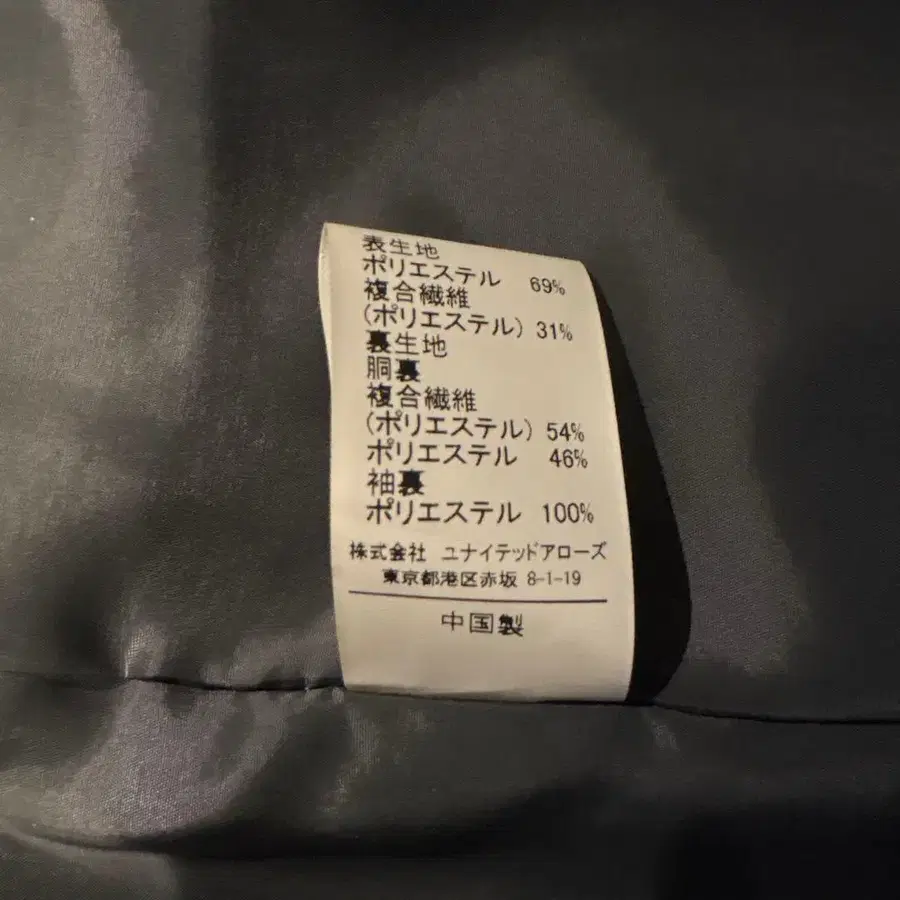 表生地
ポリエステル 69%
複合繊維
(ポリエステル) 31%
裏生地
胴裏
複合繊維
(ポリエステル) 54%
ポリエステル 46%
袖裏
ポリエステル 100%
株式会社 ユナイテッドアローズ
東京都港区赤坂 8-1-19
中国製